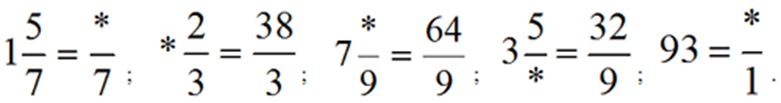 1 5/7 = */7 ; * 2/3 = 38/3 ; 7 */9 = 64/9 ; 3 5/* = 32/9 ; 93 = */1 .